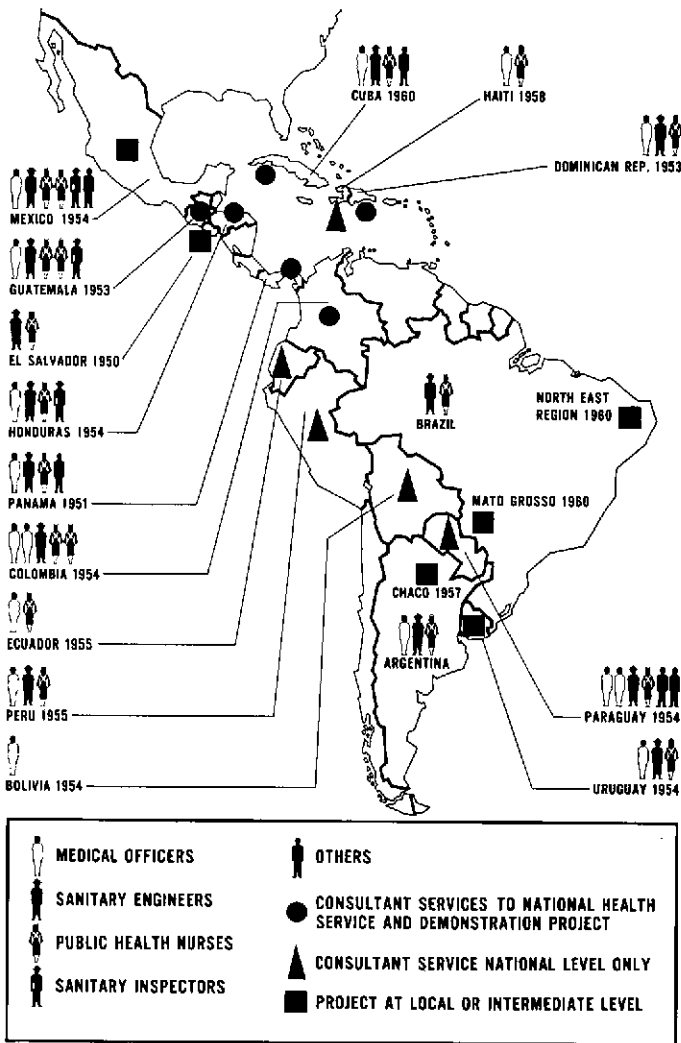 CUBA 1960
HAITI 1958
DOMINICAN REP. 1953
MEXICO 1954
GUATEMALA 1953
EL SALVADOR 1950
HONDURAS 1954
PANAMA 1951
COLOMBIA 1954
ECUADOR 1955
PERU 1955
BOLIVIA 1954
BRAZIL
NORTH EAST
REGION 1960
MATO GROSSO 1960
CHACO 1957
ARGENTINA
PARAGUAY 1954
URUGUAY 1954
MEDICAL OFFICERS
SANITARY ENGINEERS
PUBLIC HEALTH NURSES
SANITARY INSPECTORS
OTHERS
CONSULTANT SERVICES TO NATIONAL HEALTH
SERVICE AND DEMONSTRATION PROJECT
CONSULTANT SERVICE NATIONAL LEVEL ONLY
PROJECT AT LOCAL OR INTERMEDIATE LEVEL